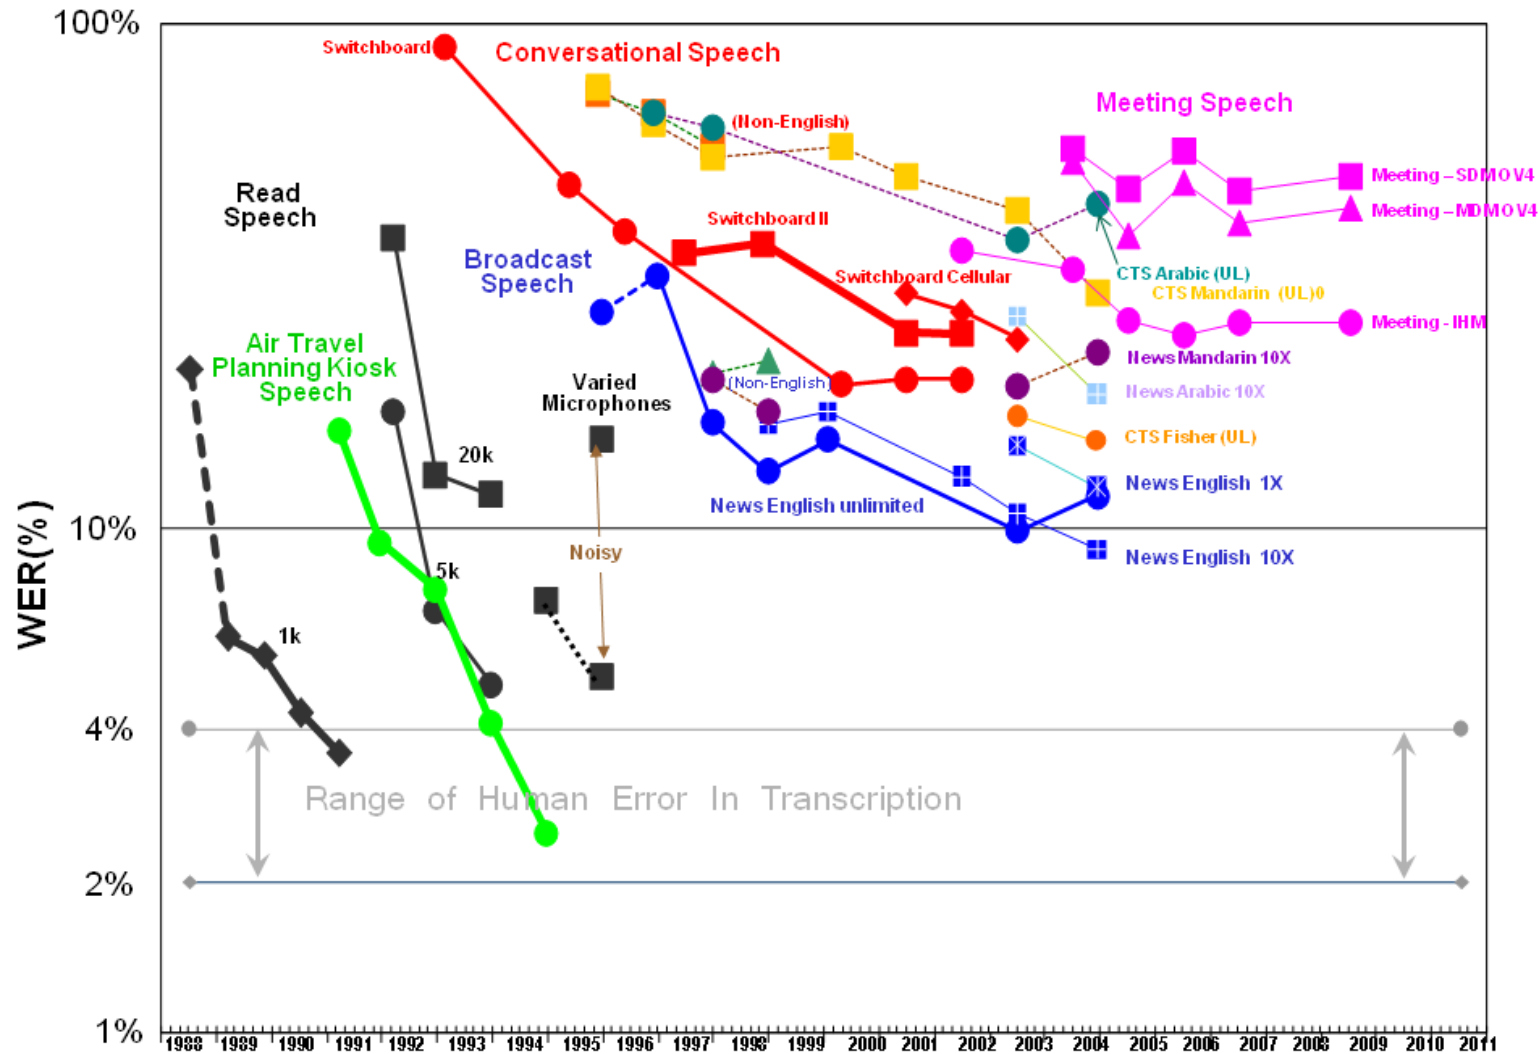 100%
Switchboard
Conversational Speech
Meeting Speech
(Non-English)
Read
Speech
Meeting – SDM OV4
Meeting – MDM OV4
Switchboard II
Broadcast
Speech
Switchboard Cellular
CTS Arabic (UL)
CTS Mandarin (UL)0
Meeting - IHM
Air Travel
Planning Kiosk
Speech
Varied
Microphones
(Non-English)
News Mandarin 10X
News Arabic 10X
CTS Fisher (UL)
20k
News English 1X
News English unlimited
10%
Noisy
News English 10X
5k
WER(%)
1k
4%
Range of Human Error In Transcription
2%
1%
1988 1989 1990 1991 1992 1993 1994 1995 1996 1997 1998 1999 2000 2001 2002 2003 2004 2005 2006 2007 2008 2009 2010 2011